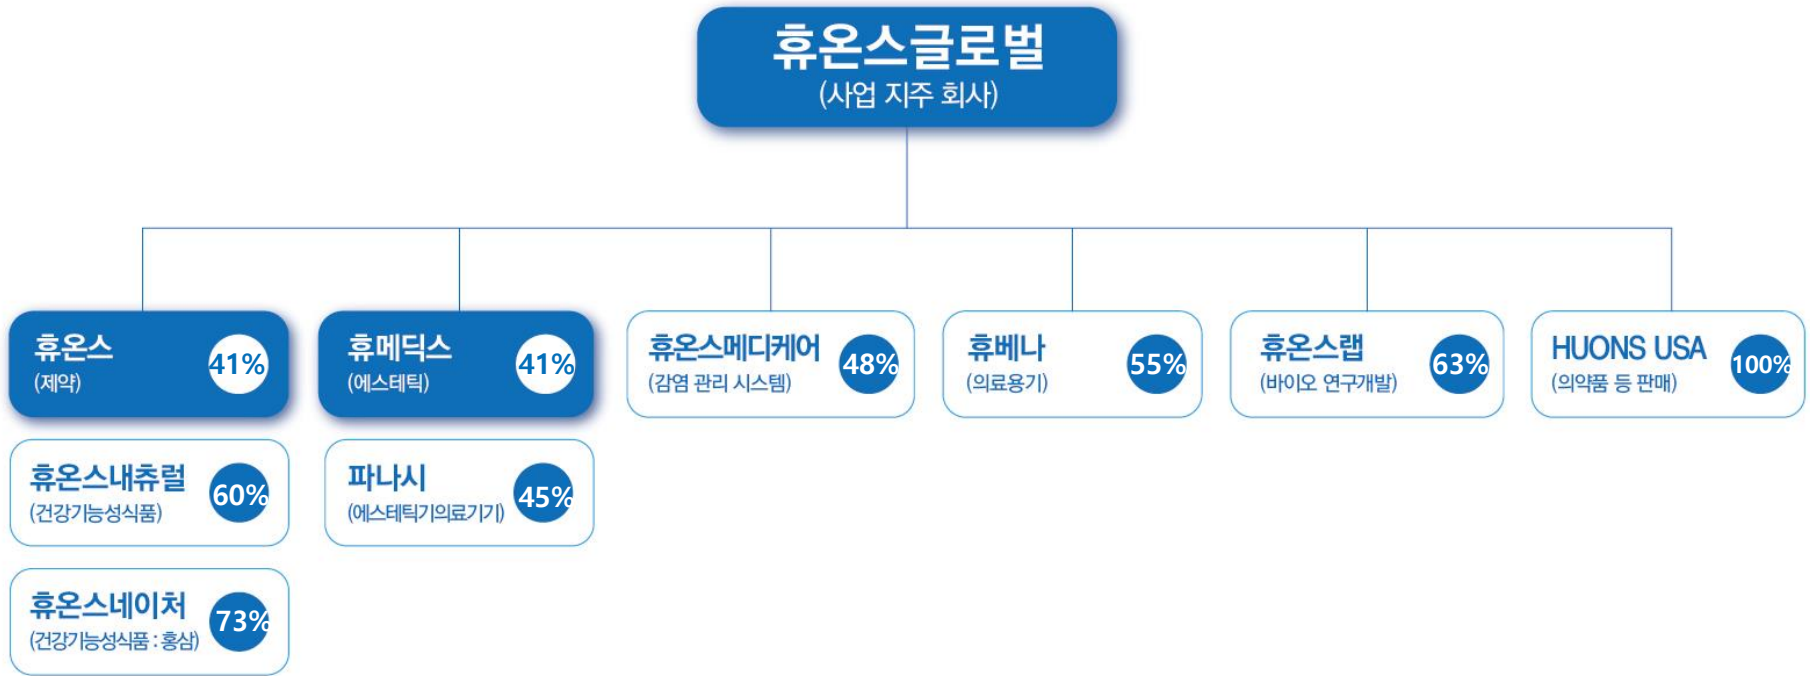 휴온스글로벌
(사업 지주 회사)
휴온스
(제약)
41%
휴메딕스
(에스테틱)
41%
휴온스메디케어
(감염 관리 시스템)
48%
휴베나
(의료용기)
55%
휴온스랩
(바이오 연구개발)
63%
HUONS USA
(의약품 등 판매)
100%
휴온스내츄럴
(건강기능성식품)
60%
파나시
(에스테틱기의료기기)
45%
휴온스네이처
(건강기능성식품 : 홍삼)
73%